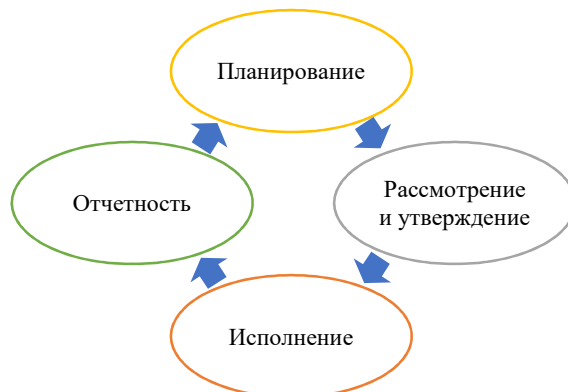 Планирование
Отчетность
Рассмотрение
и утверждение
Исполнение